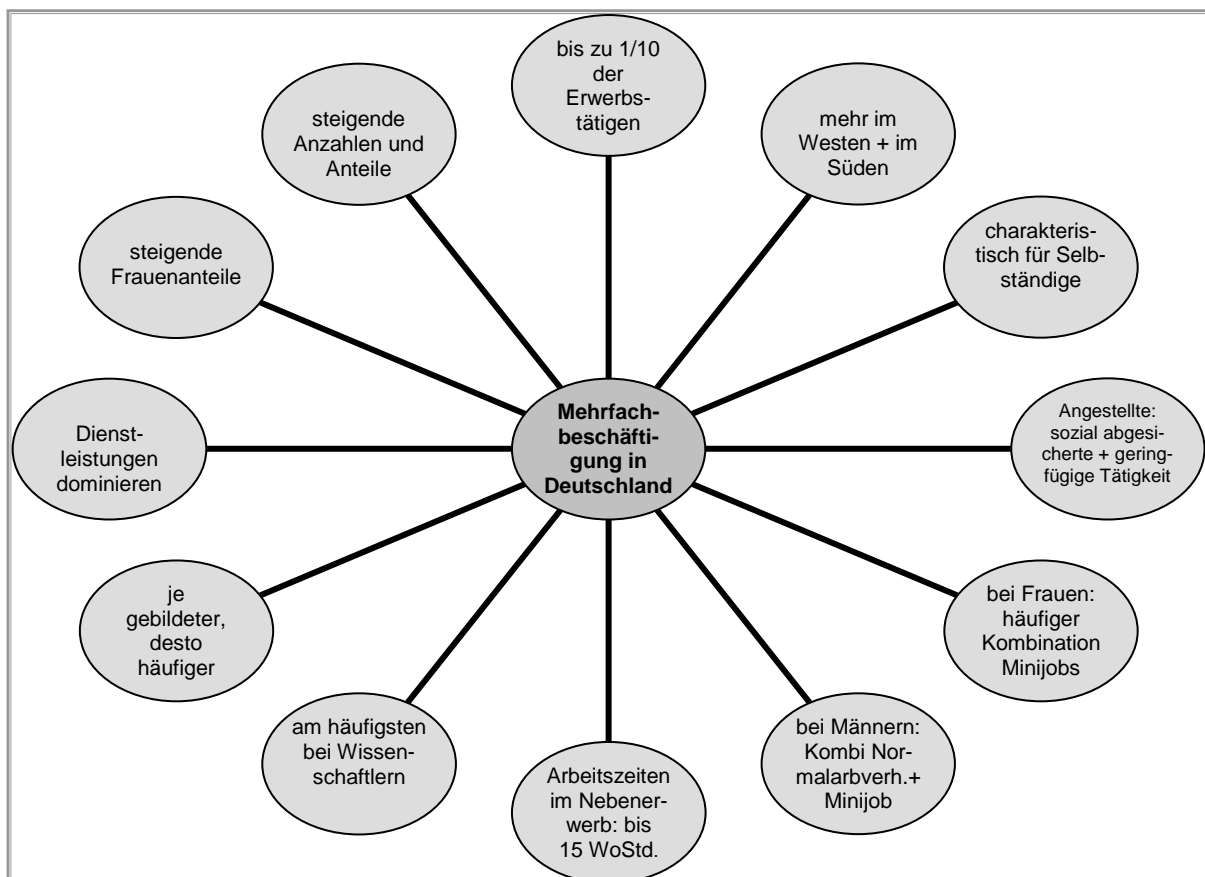 bis zu 1/10
der
Erwerbs-
tätigen
mehr im
Westen + im
Süden
charakteris-
tisch für Selb-
ständige
Angestellte:
sozial abgesi-
cherte + gering-
fügige Tätigkeit
bei Frauen:
häufiger
Kombination
Minijobs
bei Männern:
Kombi Nor-
malarbverh.+
Minijob
Arbeitszeiten
im Nebener-
werb: bis
15 WoStd.
am häufigsten
bei Wissen-
schaftlern
je
gebildeter,
desto
häufiger
Dienst-
leistungen
dominieren
steigende
Frauenanteile
steigende
Anzahlen und
Anteile
Mehrfach-
beschäfti-
gung in
Deutschland